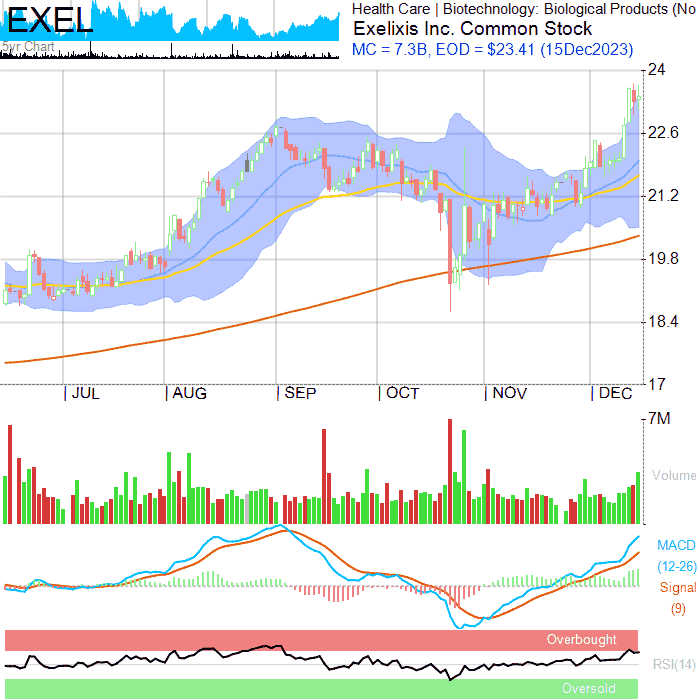 EXEL
5yr Chart
Health Care | Biotechnology: Biological Products (No
Exelixis Inc. Common Stock
MC = 7.3B, EOD = $23.41 (15Dec2023)
24
22.6
21.2
19.8
18.4
17
JUL AUG SEP OCT NOV DEC
7M
Volume
MACD
(12-26)
Signal
(9)
Overbought
RSI(14)
Oversold